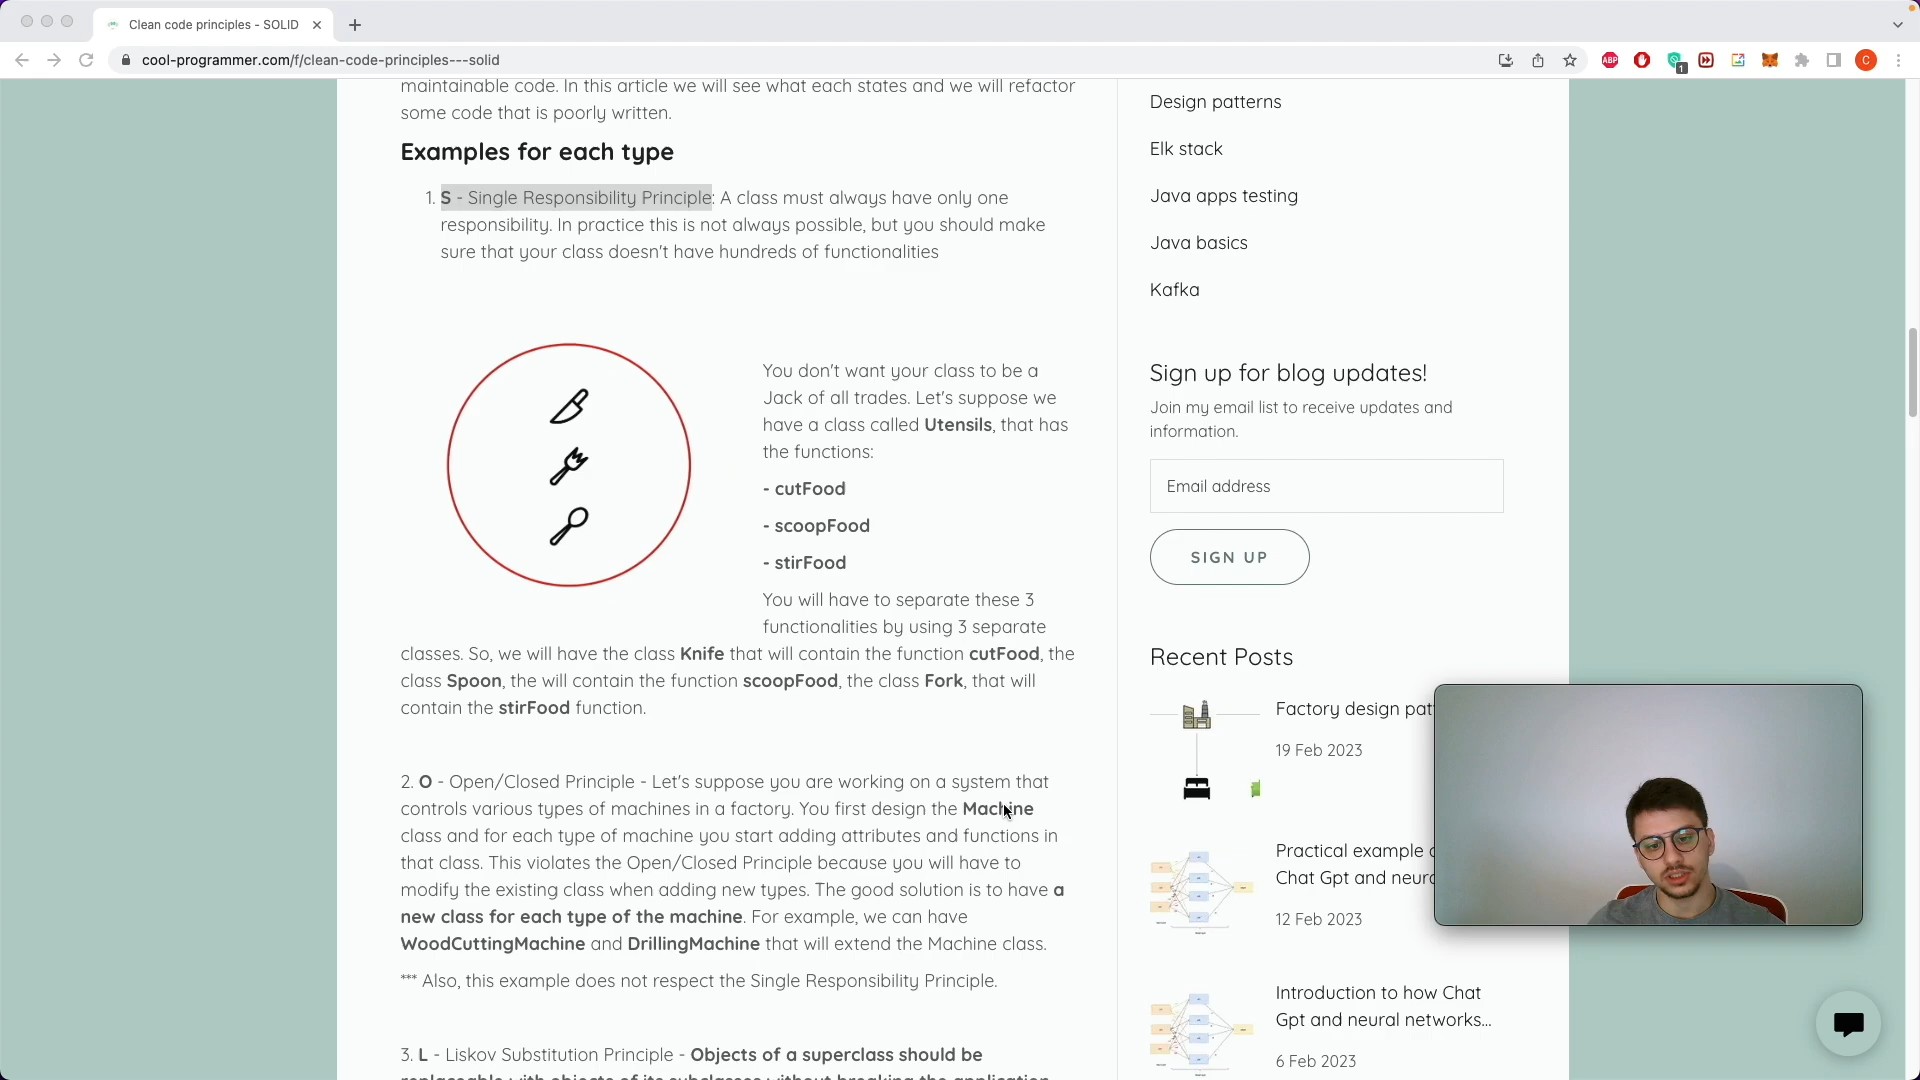 Clean code principles - SOLID
cool-programmer.com/f/clean-code-principles---solid
ABP
1
C
maintainable code. In this article we will see what each states and we will refactor
some code that is poorly written.
Examples for each type
1. S - Single Responsibility Principle: A class must always have only one
responsibility. In practice this is not always possible, but you should make
sure that your class doesn't have hundreds of functionalities
You don't want your class to be a
Jack of all trades. Let's suppose we
have a class called Utensils, that has
the functions:
- cutFood
- scoopFood
- stirFood
You will have to separate these 3
functionalities by using 3 separate
classes. So, we will have the class Knife that will contain the function cutFood, the
class Spoon, the will contain the function scoopFood, the class Fork, that will
contain the stirFood function.
2. O - Open/Closed Principle - Let's suppose you are working on a system that
controls various types of machines in a factory. You first design the Machine
class and for each type of machine you start adding attributes and functions in
that class. This violates the Open/Closed Principle because you will have to
modify the existing class when adding new types. The good solution is to have a
new class for each type of the machine. For example, we can have
WoodCuttingMachine and DrillingMachine that will extend the Machine class.
*** Also, this example does not respect the Single Responsibility Principle.
3. L - Liskov Substitution Principle - Objects of a superclass should be
replaceable with objects of its subclasses without breaking the application
Design patterns
Elk stack
Java apps testing
Java basics
Kafka
Sign up for blog updates!
Join my email list to receive updates and
information.
Email address
SIGN UP
Recent Posts
Factory design
19 Feb 2023
Practical example
Chat Gpt and
12 Feb 2023
Introduction to how Chat
Gpt and neural networks...
6 Feb 2023